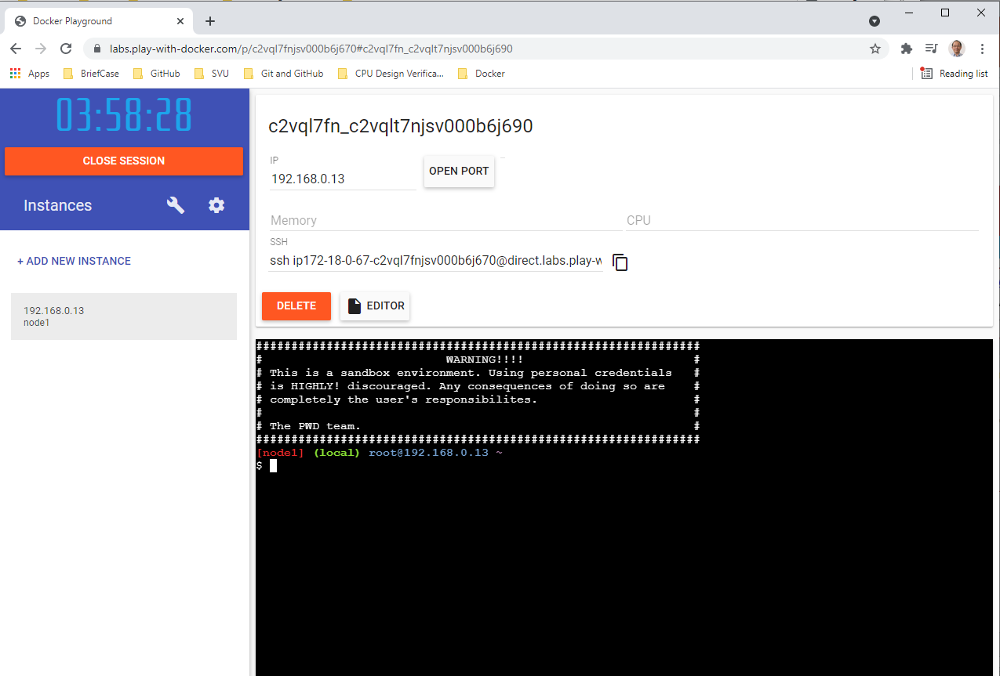 Docker Playground
labs.play-with-docker.com/p/c2vql7fnjsv000b6j670#c2vql7fn_c2vqlt7njsv000b6j690
Apps BriefCase GitHub SVU Git and GitHub CPU Design Verifica... Docker Reading list
03:58:28
CLOSE SESSION
Instances
+ ADD NEW INSTANCE
192.168.0.13
node1
c2vql7fn_c2vqlt7njsv000b6j690
IP
192.168.0.13
OPEN PORT
Memory CPU
SSH
ssh ip172-18-0-67-c2vql7fnjsv000b6j670@direct.labs.play-w
DELETE EDITOR
###############################################################
# WARNING!!!! #
# This is a sandbox environment. Using personal credentials #
# is HIGHLY! discouraged. Any consequences of doing so are #
# completely the user's responsibilites. #
# #
# The PWD team. #
###############################################################
[node1] (local) root@192.168.0.13 ~
$